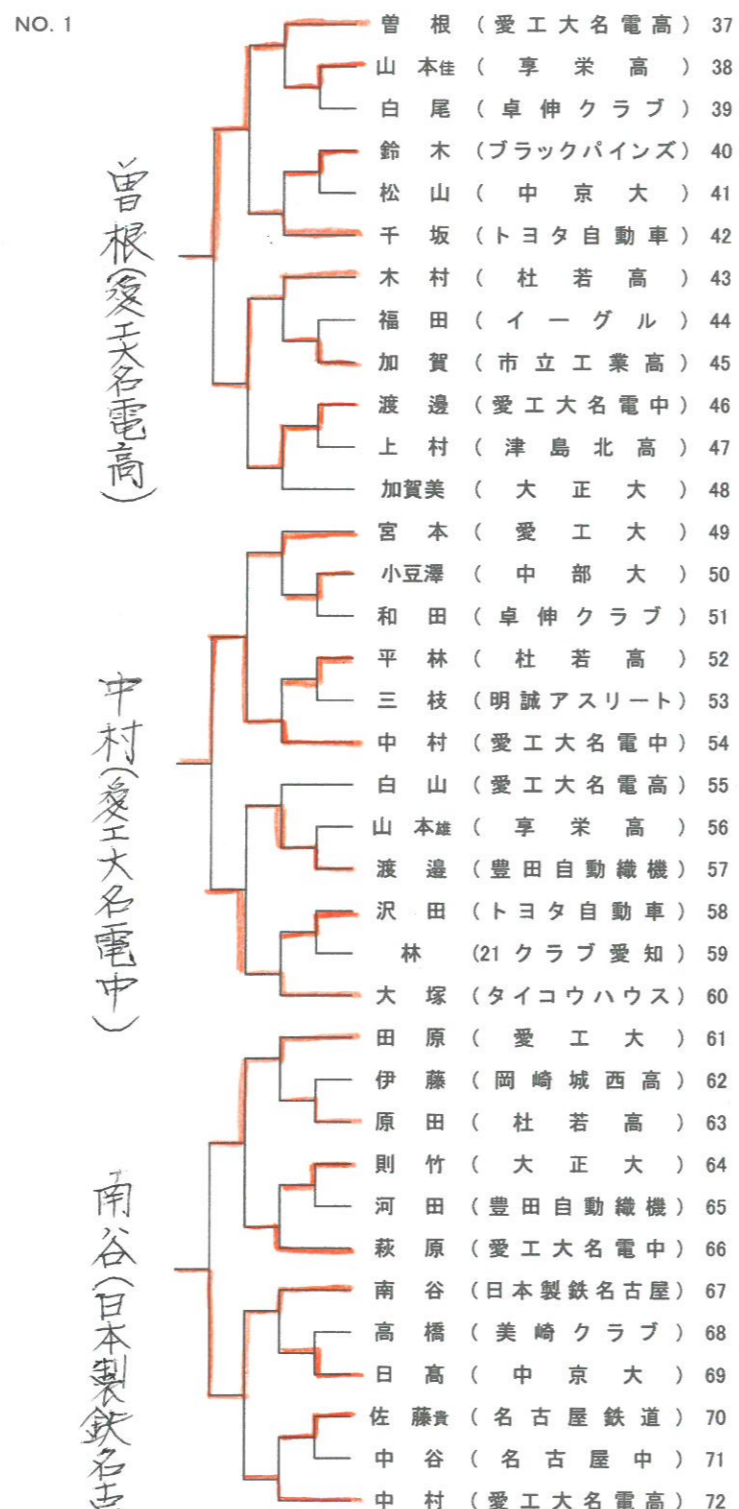 NO. 1
曽 根 (愛工大名電高) 37
山 本佳 ( 享 栄 高 ) 38
白 尾 (卓伸クラブ) 39
鈴 木 (ブラックパインズ) 40
松 山 ( 中 京 大 ) 41
千 坂 (トヨタ自動車) 42
木 村 ( 杜 若 高 ) 43
福 田 (イーグル) 44
加 賀 (市立工業高) 45
渡 邊 (愛工大名電中) 46
上 村 (津島北高) 47
加賀美 ( 大 正 大 ) 48
宮 本 ( 愛 工 大 ) 49
小豆澤 ( 中 部 大 ) 50
和 田 (卓伸クラブ) 51
平 林 ( 杜 若 高 ) 52
三 枝 (明誠アスリート) 53
中 村 (愛工大名電中) 54
白 山 (愛工大名電高) 55
山 本雄 ( 享 栄 高 ) 56
渡 邉 (豊田自動織機) 57
沢 田 (トヨタ自動車) 58
林 (21クラブ愛知) 59
大 塚 (タイコウハウス) 60
田 原 ( 愛 工 大 ) 61
伊 藤 (岡崎城西高) 62
原 田 ( 杜 若 高 ) 63
則 竹 ( 大 正 大 ) 64
河 田 (豊田自動織機) 65
萩 原 (愛工大名電中) 66
南 谷 (日本製鉄名古屋) 67
高 橋 (美崎クラブ) 68
日 髙 ( 中 京 大 ) 69
佐 藤貴 (名古屋鉄道) 70
中 谷 (名古屋中) 71
中 村 (愛工大名電高) 72
曽根(愛工大名電高)
中村(愛工大名電中)
南谷(日本製鉄名古